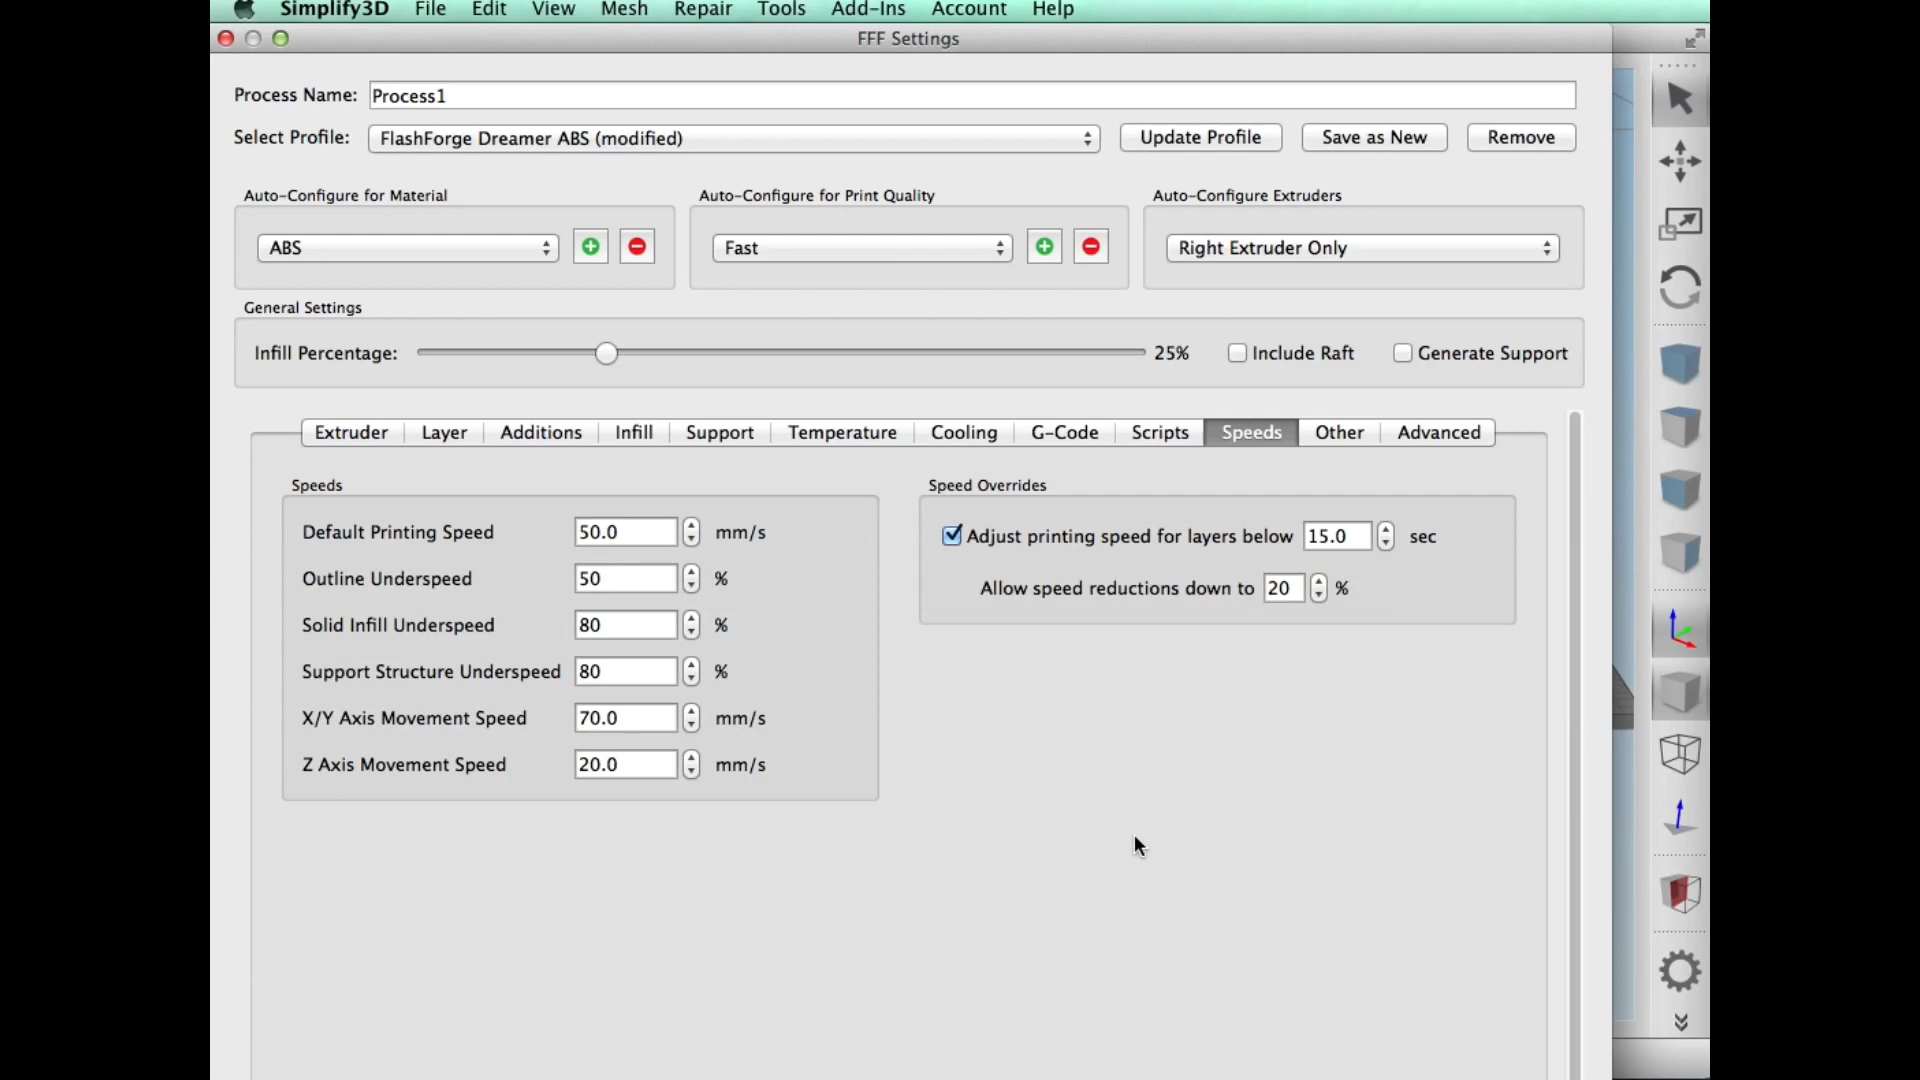 Simplify3D File Edit View Mesh Repair Tools Add-Ins Account Help
FFF Settings
Process Name: Process1
Select Profile: FlashForge Dreamer ABS (modified) Update Profile Save as New Remove
Auto-Configure for Material Auto-Configure for Print Quality Auto-Configure Extruders
ABS Fast Right Extruder Only
General Settings
Infill Percentage: 25% Include Raft Generate Support
Extruder Layer Additions Infill Support Temperature Cooling G-Code Scripts Speeds Other Advanced
Speeds
Default Printing Speed 50.0 mm/s
Outline Underspeed 50 %
Solid Infill Underspeed 80 %
Support Structure Underspeed 80 %
X/Y Axis Movement Speed 70.0 mm/s
Z Axis Movement Speed 20.0 mm/s
Speed Overrides
Adjust printing speed for layers below 15.0 sec
Allow speed reductions down to 20 %